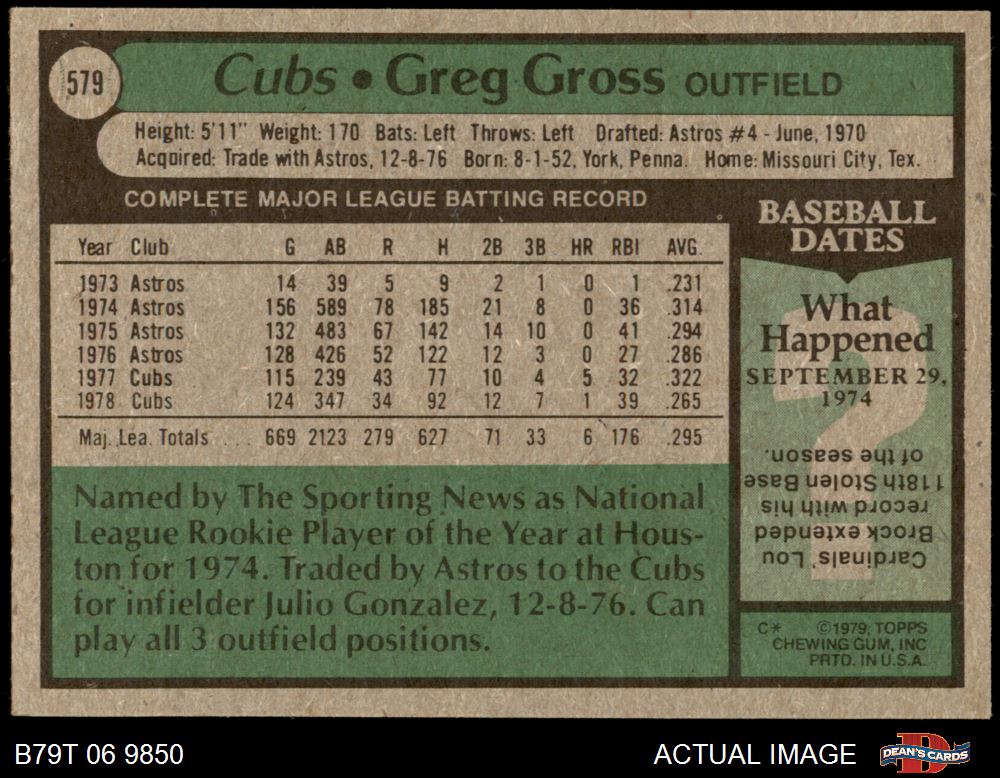 579
Cubs • Greg Gross OUTFIELD
Height: 5'11" Weight: 170 Bats: Left Throws: Left Drafted: Astros #4 - June, 1970
Acquired: Trade with Astros, 12-8-76 Born: 8-1-52, York, Penna. Home: Missouri City, Tex.
COMPLETE MAJOR LEAGUE BATTING RECORD
Year Club G AB R H 2B 3B HR RBI AVG.
1973 Astros 14 39 5 9 2 1 0 1 .231
1974 Astros 156 589 78 185 21 8 0 36 .314
1975 Astros 132 483 67 142 14 10 0 41 .294
1976 Astros 128 426 52 122 12 3 0 27 .286
1977 Cubs 115 239 43 77 10 4 5 32 .322
1978 Cubs 124 347 34 92 12 7 1 39 .265
Maj. Lea. Totals . . . 669 2123 279 627 71 33 6 176 .295
Named by The Sporting News as National
League Rookie Player of the Year at Hous-
ton for 1974. Traded by Astros to the Cubs
for infielder Julio Gonzalez, 12-8-76. Can
play all 3 outfield positions.
BASEBALL
DATES
What
Happened
SEPTEMBER 29,
1974
?
Cardinals' Lou
Brock extended
record with his
118th Stolen Base
of the season.
C* ©1979, TOPPS
CHEWING GUM, INC
PRTD. IN U.S.A.
B79T 06 9850
ACTUAL IMAGE
DEAN'S CARDS